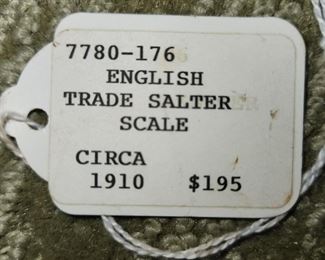 7780-176
ENGLISH
TRADE SALTER
SCALE
CIRCA
1910 $195